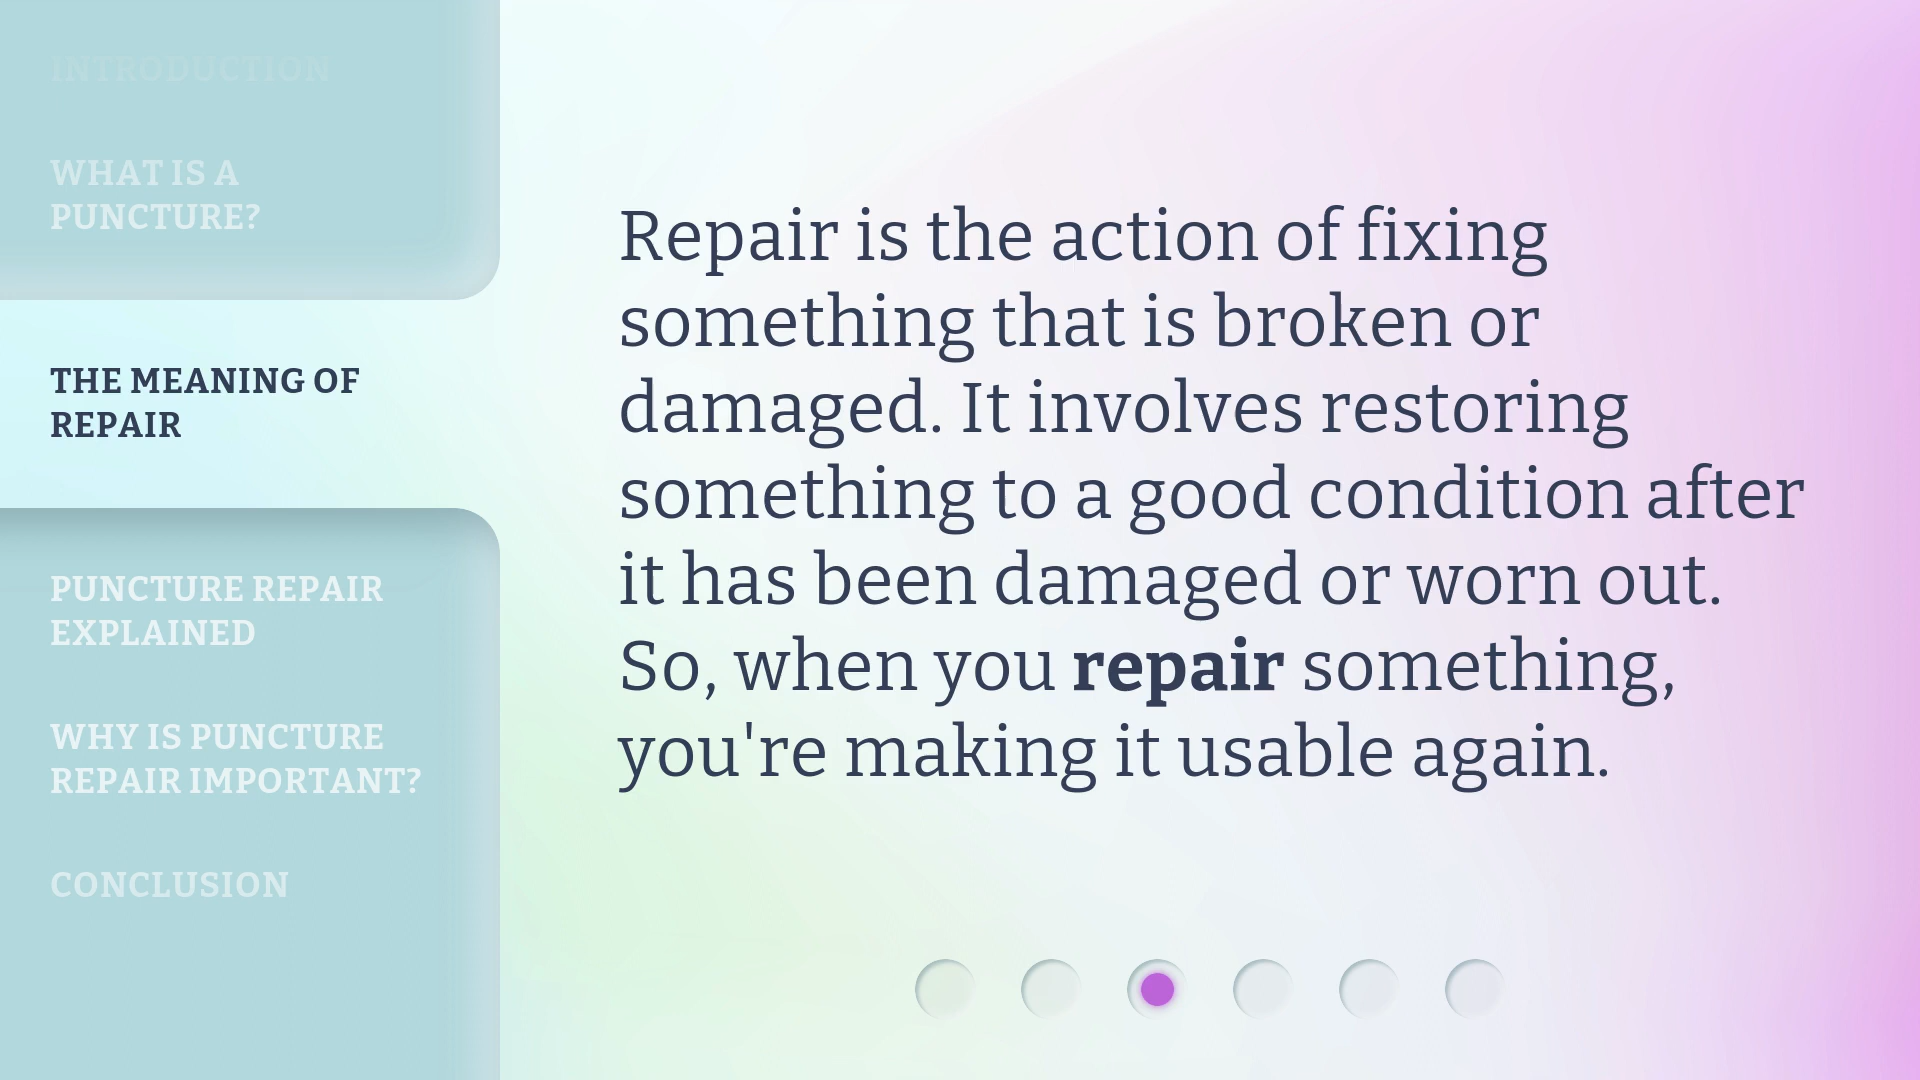 INTRODUCTION
WHAT IS A
PUNCTURE?
THE MEANING OF
REPAIR
PUNCTURE REPAIR
EXPLAINED
WHY IS PUNCTURE
REPAIR IMPORTANT?
CONCLUSION
Repair is the action of fixing
something that is broken or
damaged. It involves restoring
something to a good condition after
it has been damaged or worn out.
So, when you repair something,
you're making it usable again.